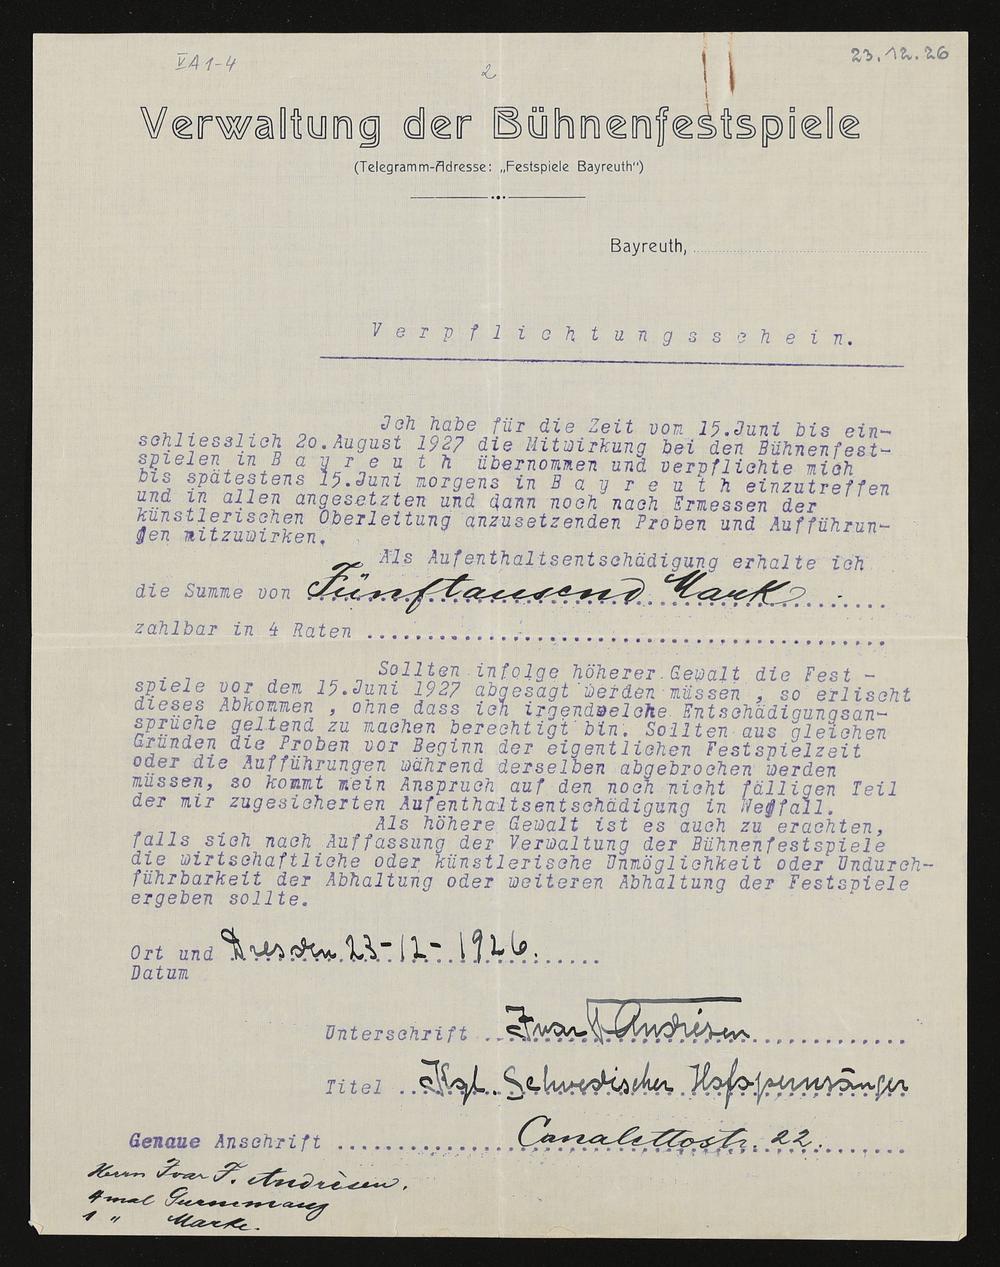 VA1-4
2
23.12.26
Verwaltung der Bühnenfestspiele
(Telegramm-Adresse: „Festspiele Bayreuth“)
Bayreuth,
Verpflichtungsschein.
Ich habe für die Zeit vom 15.Juni bis ein-
schliesslich 20.August 1927 die Mitwirkung bei den Bühnenfest-
spielen in B a y r e u t h übernommen und verpflichte mich
bis spätestens 15.Juni morgens in B a y r e u t h einzutreffen
und in allen angesetzten und dann noch nach Ermessen der
künstlerischen Oberleitung anzusetzenden Proben und Aufführun-
gen mitzuwirken.
Als Aufenthaltsentschädigung erhalte ich
die Summe von Fünftausend Mark
zahlbar in 4 Raten
Sollten infolge höherer Gewalt die Fest -
spiele vor dem 15.Juni 1927 abgesagt werden müssen , so erlischt
dieses Abkommen , ohne dass ich irgendwelche Entschädigungsan-
sprüche geltend zu machen berechtigt bin. Sollten aus gleichen
Gründen die Proben vor Beginn der eigentlichen Festspielzeit
oder die Aufführungen während derselben abgebrochen werden
müssen, so kommt mein Anspruch auf den noch nicht fälligen Teil
der mir zugesicherten Aufenthaltsentschädigung in Wegfall.
Als höhere Gewalt ist es auch zu erachten,
falls sich nach Auffassung der Verwaltung der Bühnenfestspiele
die wirtschaftliche oder künstlerische Unmöglichkeit oder Undurch-
führbarkeit der Abhaltung oder weiteren Abhaltung der Festspiele
ergeben sollte.
Ort und Dresden 23-12-1926.
Datum
Unterschrift Ivar F Andrésen
Titel Kgl. Schwedischer Hofopernsänger
Genaue Anschrift Canalettostr. 22.
Herrn Ivar F. Andrèsen.
4 mal Gurnemanz
1 " Marke.